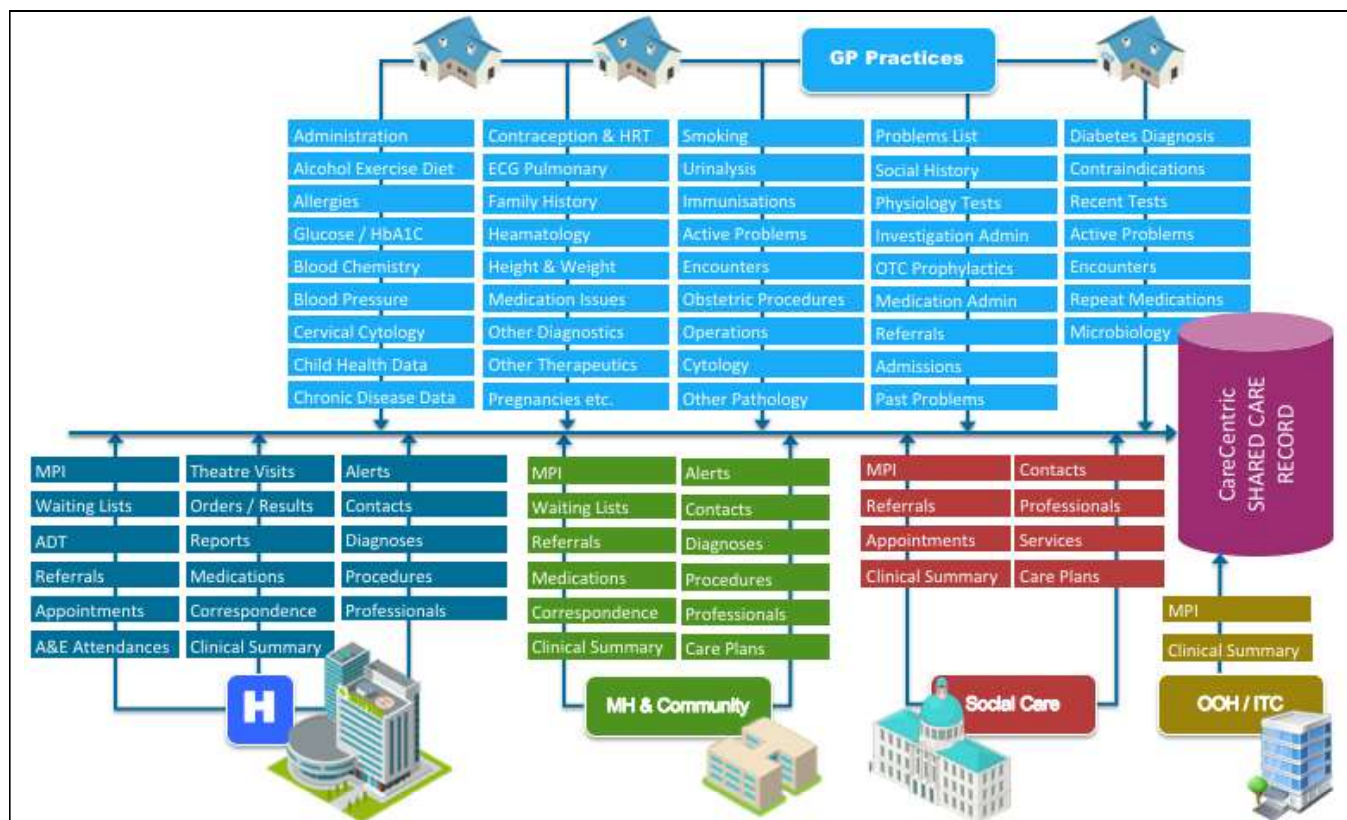 GP Practices
Administration
Alcohol Exercise Diet
Allergies
Glucose / HbA1C
Blood Chemistry
Blood Pressure
Cervical Cytology
Child Health Data
Chronic Disease Data
Contraception & HRT
ECG Pulmonary
Family History
Heamatology
Height & Weight
Medication Issues
Other Diagnostics
Other Therapeutics
Pregnancies etc.
Smoking
Urinalysis
Immunisations
Active Problems
Encounters
Obstetric Procedures
Operations
Cytology
Other Pathology
Problems List
Social History
Physiology Tests
Investigation Admin
OTC Prophylactics
Medication Admin
Referrals
Admissions
Past Problems
Diabetes Diagnosis
Contraindications
Recent Tests
Active Problems
Encounters
Repeat Medications
Microbiology
CareCentric
SHARED CARE
RECORD
MPI
Waiting Lists
ADT
Referrals
Appointments
A&E Attendances
Theatre Visits
Orders / Results
Reports
Medications
Correspondence
Clinical Summary
Alerts
Contacts
Diagnoses
Procedures
Professionals
H
MPI
Waiting Lists
Referrals
Medications
Correspondence
Clinical Summary
Alerts
Contacts
Diagnoses
Procedures
Professionals
Care Plans
MH & Community
MPI
Referrals
Appointments
Clinical Summary
Contacts
Professionals
Services
Care Plans
Social Care
MPI
Clinical Summary
OOH / ITC